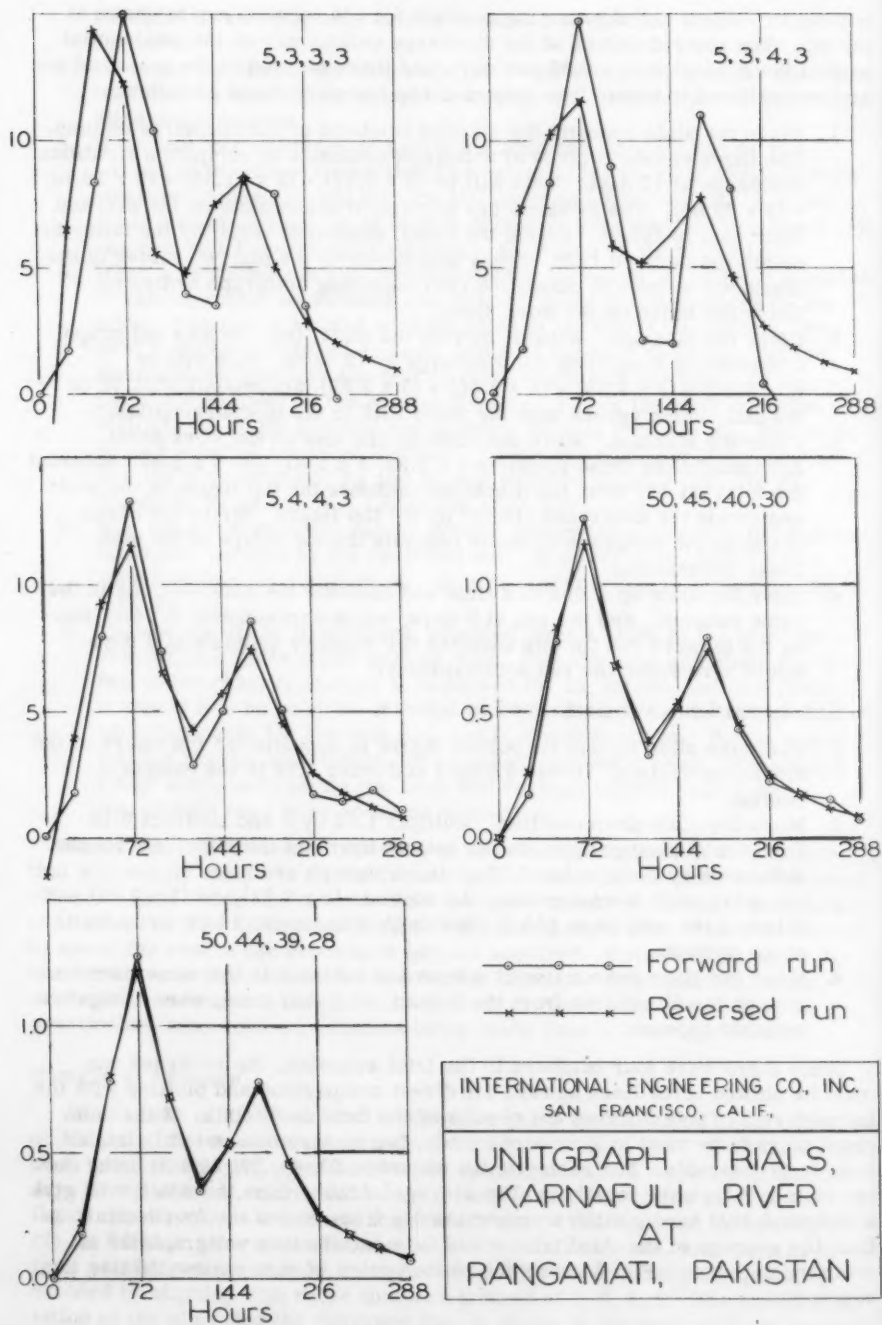 5, 3, 3, 3
10
5
0
0 72 144 216 288
Hours
5, 3, 4, 3
10
5
0
0 72 144 216 288
Hours
5, 4, 4, 3
10
5
0
72 144 216 288
Hours
50, 45, 40, 30
1.0
0.5
0.0
72 144 216 288
Hours
50, 44, 39, 28
1.0
0.5
0.0
0 72 144 216 288
Hours
Forward run
Reversed run
INTERNATIONAL ENGINEERING CO., INC.
SAN FRANCISCO, CALIF.,
UNITGRAPH TRIALS,
KARNAFULI RIVER
AT
RANGAMATI, PAKISTAN